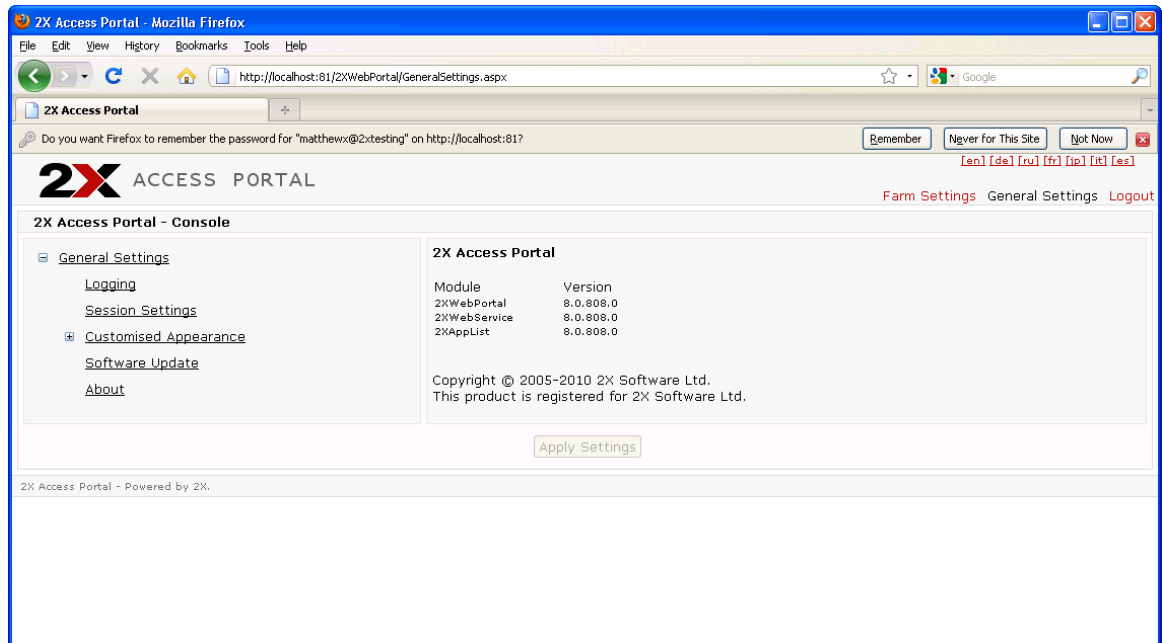 2X Access Portal - Mozilla Firefox
File Edit View History Bookmarks Tools Help
http://localhost:81/2XWebPortal/GeneralSettings.aspx Google
2X Access Portal
Do you want Firefox to remember the password for "matthewx@2xtesting" on http://localhost:81? Remember Never for This Site Not Now
[en] [de] [ru] [fr] [jp] [it] [es]
2X ACCESS PORTAL
Farm Settings General Settings Logout
2X Access Portal - Console
General Settings
Logging
Session Settings
Customised Appearance
Software Update
About
2X Access Portal
Module Version
2XWebPortal 8.0.808.0
2XWebService 8.0.808.0
2XAppList 8.0.808.0
Copyright © 2005-2010 2X Software Ltd.
This product is registered for 2X Software Ltd.
Apply Settings
2X Access Portal - Powered by 2X.